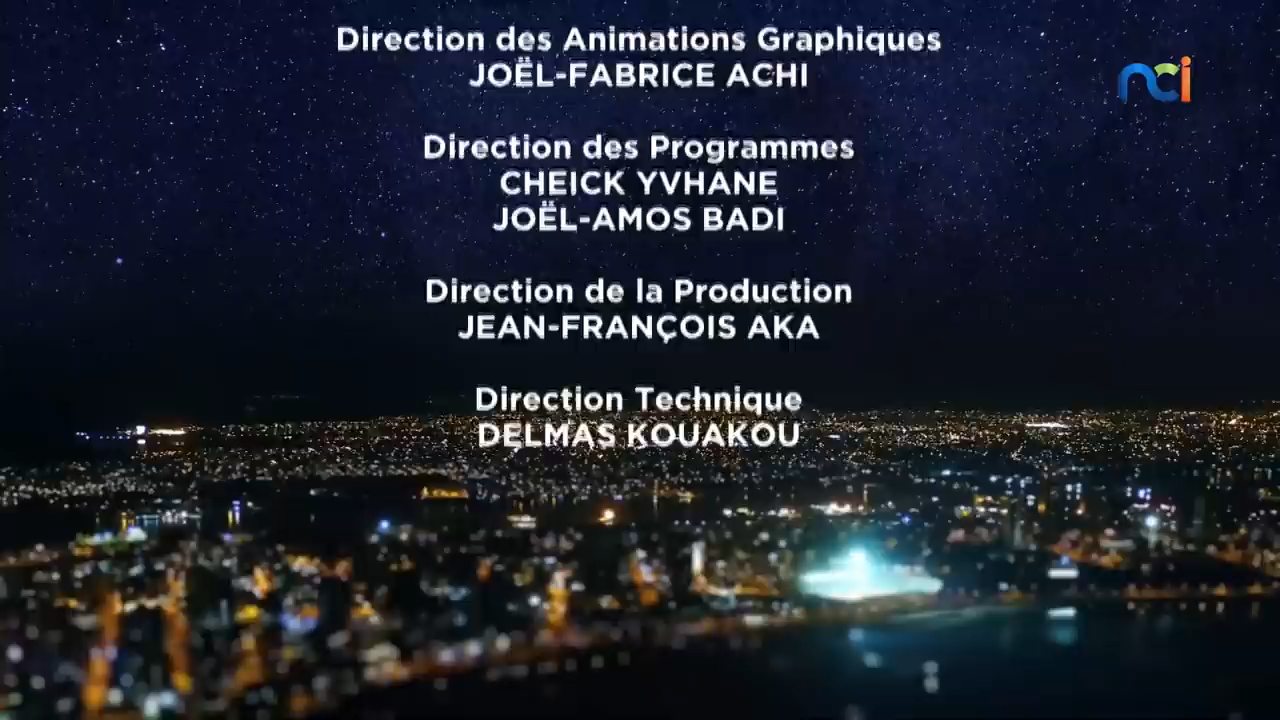 Direction des Animations Graphiques
JOËL-FABRICE ACHI
nci
Direction des Programmes
CHEICK YVHANE
JOËL-AMOS BADI
Direction de la Production
JEAN-FRANÇOIS AKA
Direction Technique
DELMAS KOUAKOU